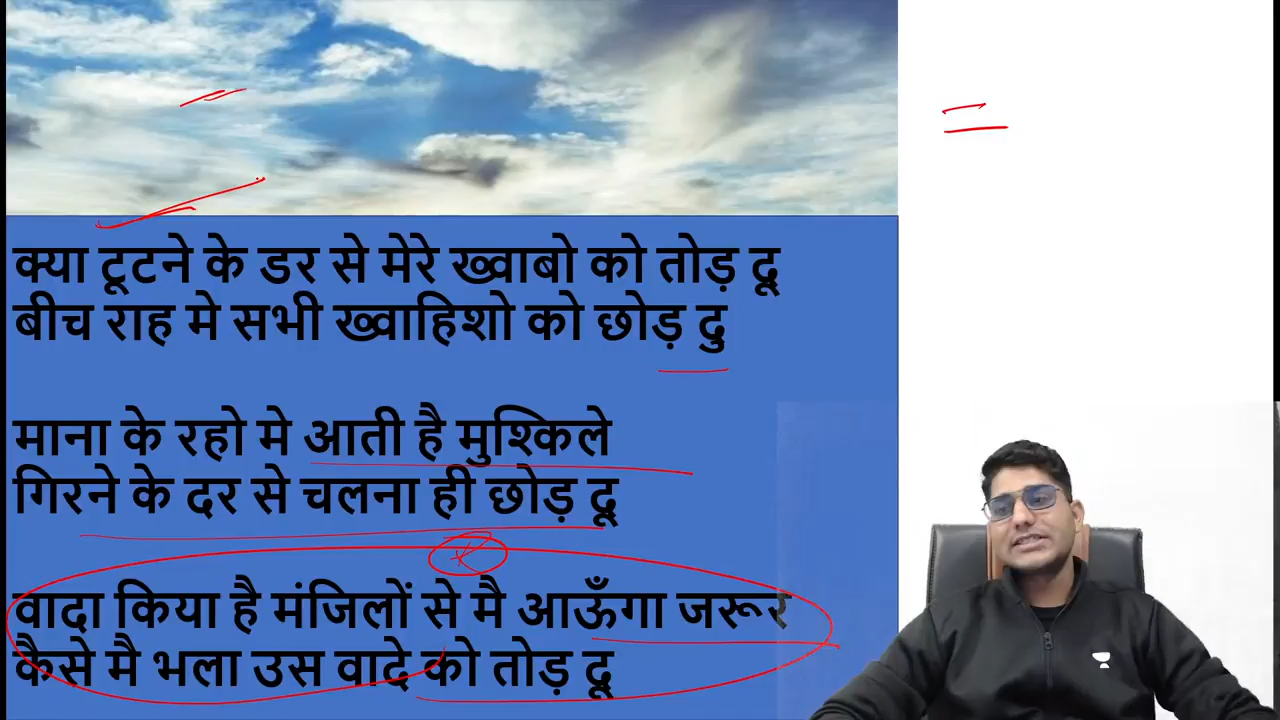 क्या टूटने के डर से मेरे ख्वाबो को तोड़ दू
बीच राह मे सभी ख्वाहिशो को छोड़ दु
माना के रहो मे आती है मुश्किले
गिरने के दर से चलना ही छोड़ दू
वादा किया है मंजिलों से मै आऊँगा जरूर
कैसे मै भला उस वादे को तोड़ दू